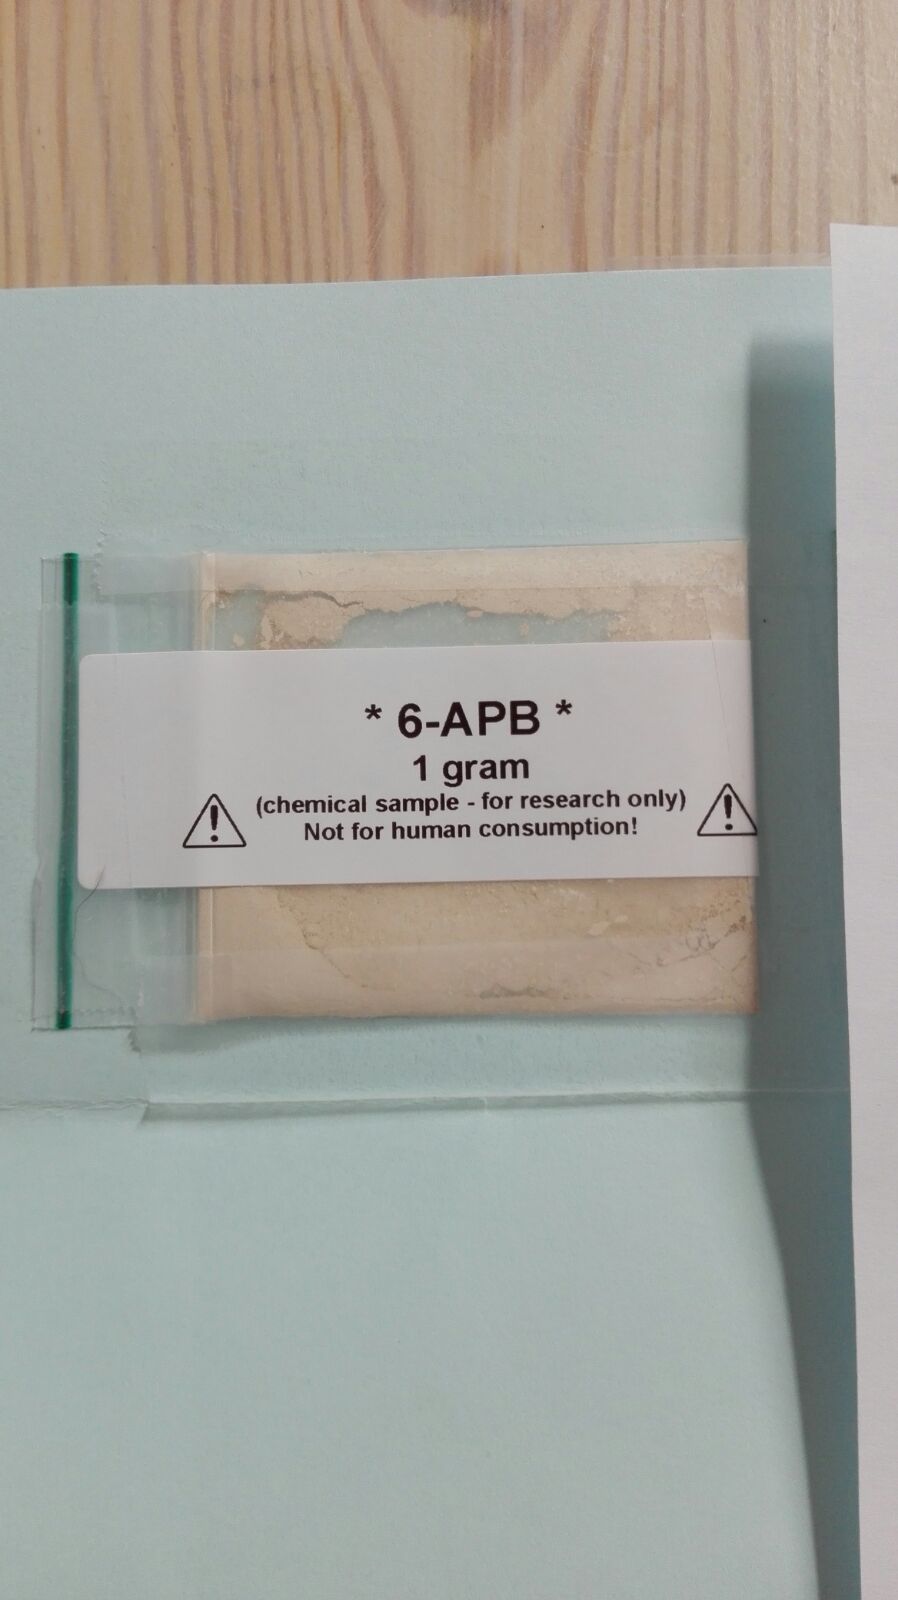 * 6-APB *
1 gram
(chemical sample - for research only)
Not for human consumption!